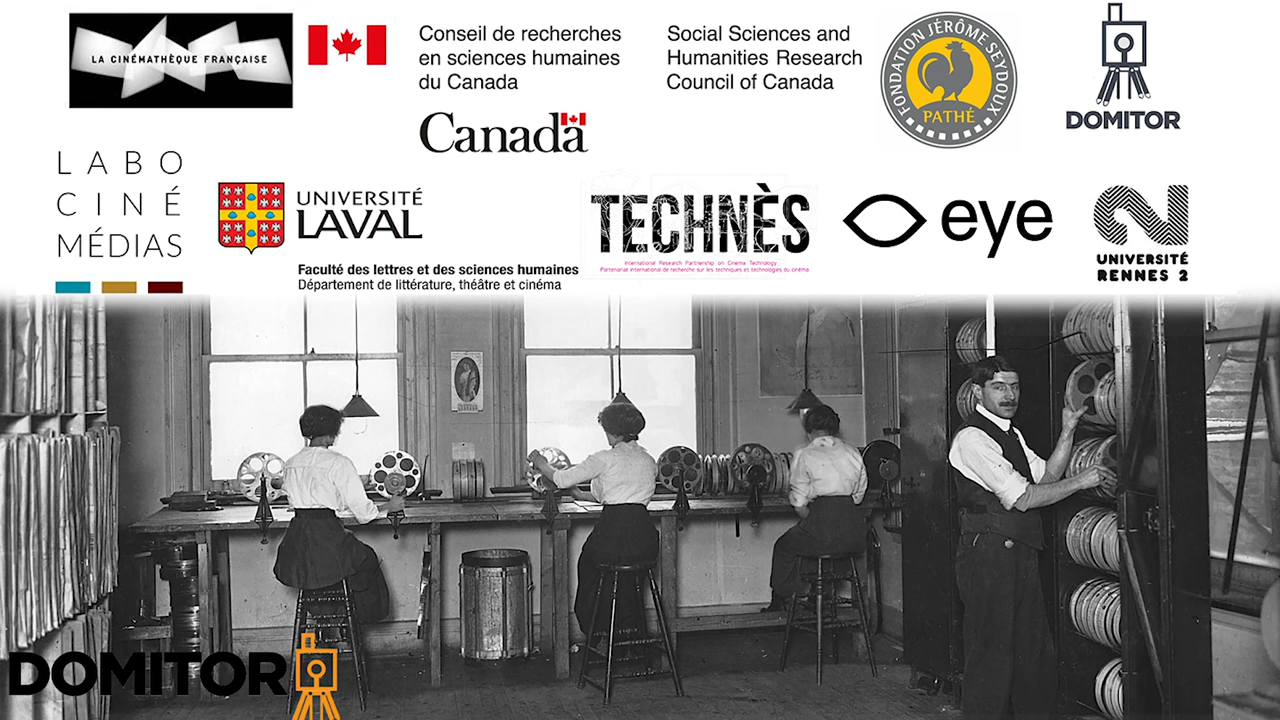 LA CINÉMATHÈQUE FRANÇAISE
Conseil de recherches
en sciences humaines
du Canada
Social Sciences and
Humanities Research
Council of Canada
Canada
FONDATION JÉRÔME SEYDOUX
PATHÉ
DOMITOR
LABO
CINÉ
MÉDIAS
UNIVERSITÉ
LAVAL
Faculté des lettres et des sciences humaines
Département de littérature, théâtre et cinéma
TECHNÈS
International Research Partnership on Cinema Technology
Partenariat international de recherche sur les techniques et technologies du cinéma
eye
UNIVERSITÉ
RENNES 2
DOMITOR